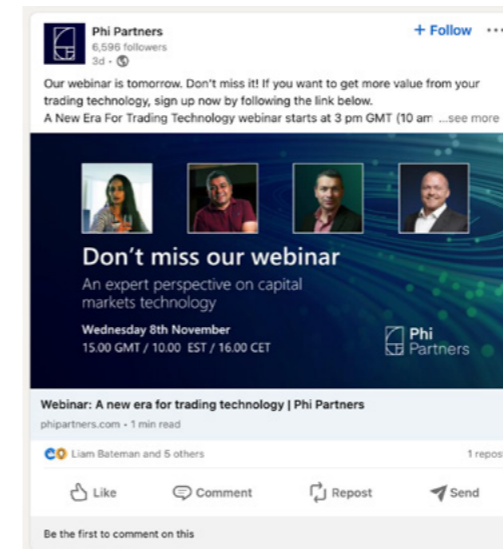 Phi Partners
+ Follow ...
6,596 followers
3d •
Our webinar is tomorrow. Don't miss it! If you want to get more value from your
trading technology, sign up now by following the link below.
A New Era For Trading Technology webinar starts at 3 pm GMT (10 am ...see more
Don't miss our webinar
An expert perspective on capital
markets technology
Wednesday 8th November
15.00 GMT / 10.00 EST / 16.00 CET
Phi
Partners
Webinar: A new era for trading technology | Phi Partners
phipartners.com • 1 min read
Liam Bateman and 5 others
1 repos
Like Comment Repost Send
Be the first to comment on this